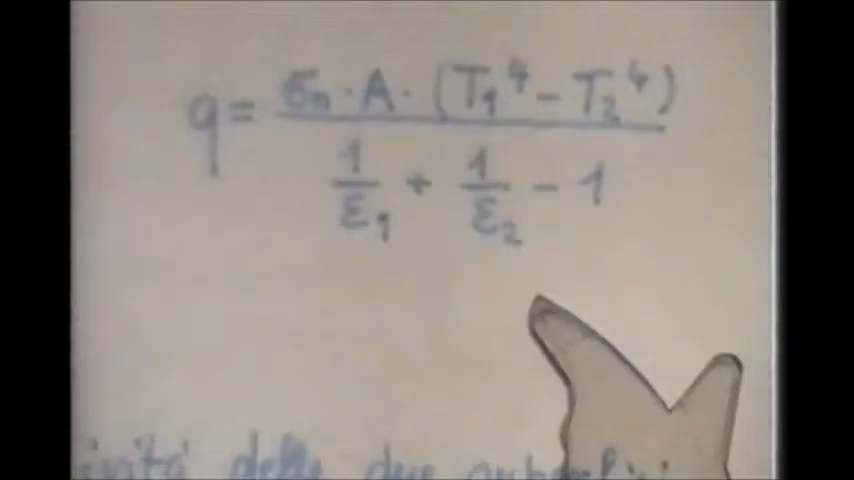 q = σₙ · A · (T₁⁴ − T₂⁴)
1/ε₁ + 1/ε₂ − 1
delle due